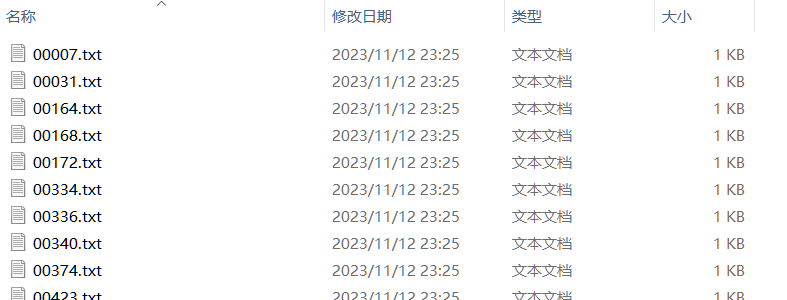 名称 修改日期 类型 大小
00007.txt 2023/11/12 23:25 文本文档 1 KB
00031.txt 2023/11/12 23:25 文本文档 1 KB
00164.txt 2023/11/12 23:25 文本文档 1 KB
00168.txt 2023/11/12 23:25 文本文档 1 KB
00172.txt 2023/11/12 23:25 文本文档 1 KB
00334.txt 2023/11/12 23:25 文本文档 1 KB
00336.txt 2023/11/12 23:25 文本文档 1 KB
00340.txt 2023/11/12 23:25 文本文档 1 KB
00374.txt 2023/11/12 23:25 文本文档 1 KB
00423.txt 2023/11/12 23:25 文本文档 1 KB